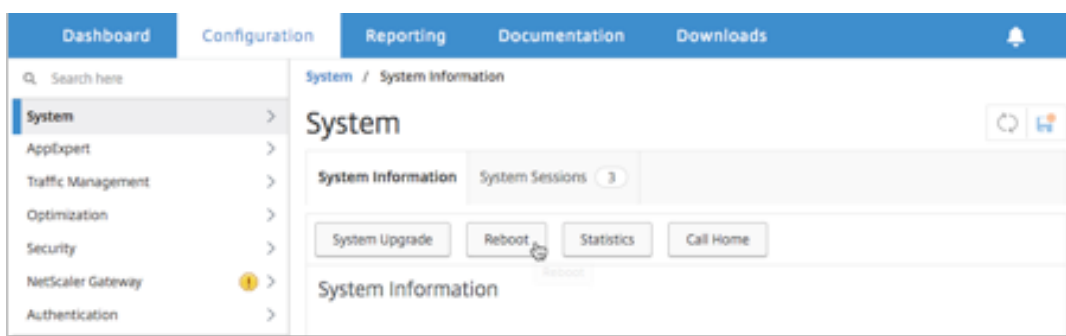 Dashboard Configuration Reporting Documentation Downloads
Search here
System
AppExpert
Traffic Management
Optimization
Security
NetScaler Gateway
Authentication
System / System Information
System
System Information System Sessions 3
System Upgrade Reboot Statistics Call Home
Reboot
System Information